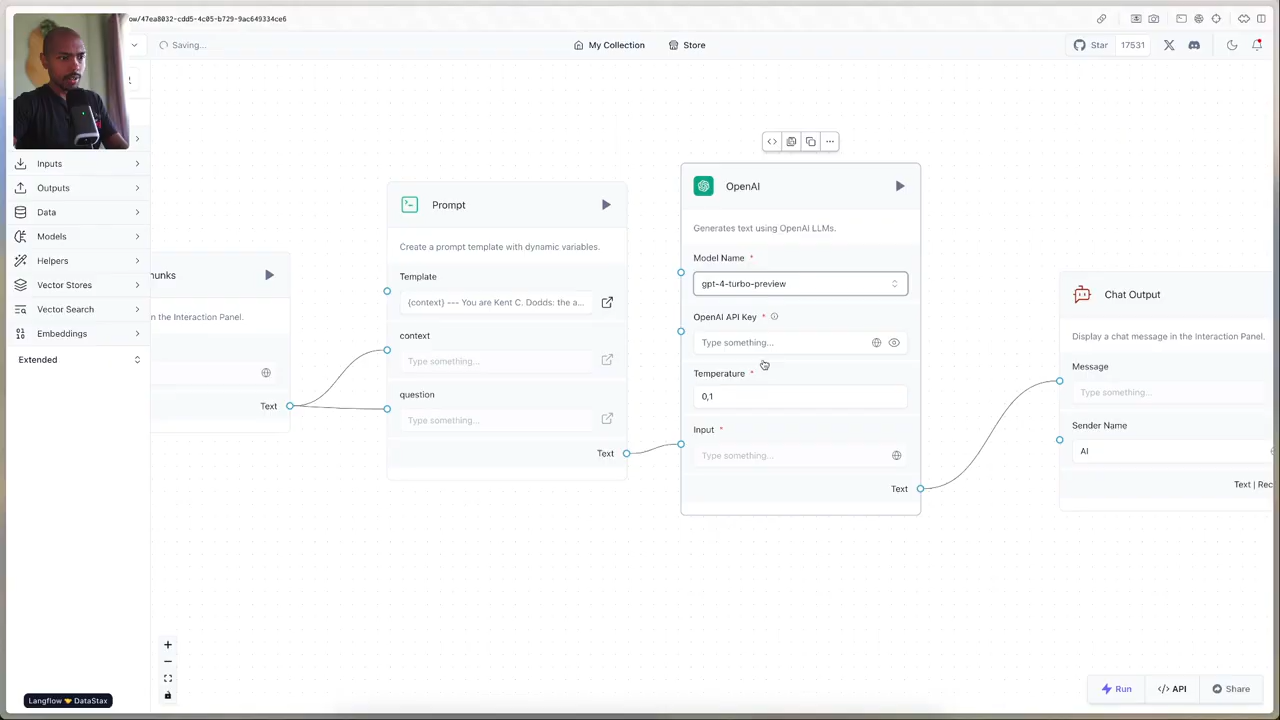 ow/47ea8032-cdd5-4c05-b729-9ac649334ce6
Saving...
My Collection
Store
Star
17531
Inputs
Outputs
Data
Models
Helpers
Vector Stores
Vector Search
Embeddings
Extended
Langflow 🤝 DataStax
hunks
n the Interaction Panel.
Text
Prompt
Create a prompt template with dynamic variables.
Template
{context} --- You are Kent C. Dodds: the a...
context
Type something...
question
Type something...
Text
OpenAI
Generates text using OpenAI LLMs.
Model Name *
gpt-4-turbo-preview
OpenAI API Key *
Type something...
Temperature *
0,1
Input *
Type something...
Text
Chat Output
Display a chat message in the Interaction Panel.
Message
Type something...
Sender Name
AI
Text | Rec
Run
</> API
Share